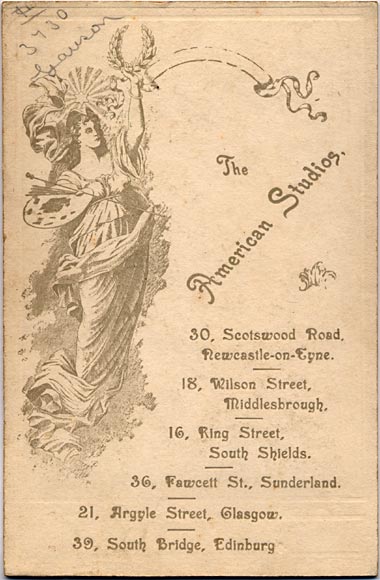 3730
The
American Studios.
30, Scotswood Road,
Newcastle-on-Tyne.
18, Wilson Street,
Middlesbrough,
16, King Street,
South Shields.
36, Fawcett St., Sunderland.
21, Argyle Street, Glasgow.
39, South Bridge, Edinburg